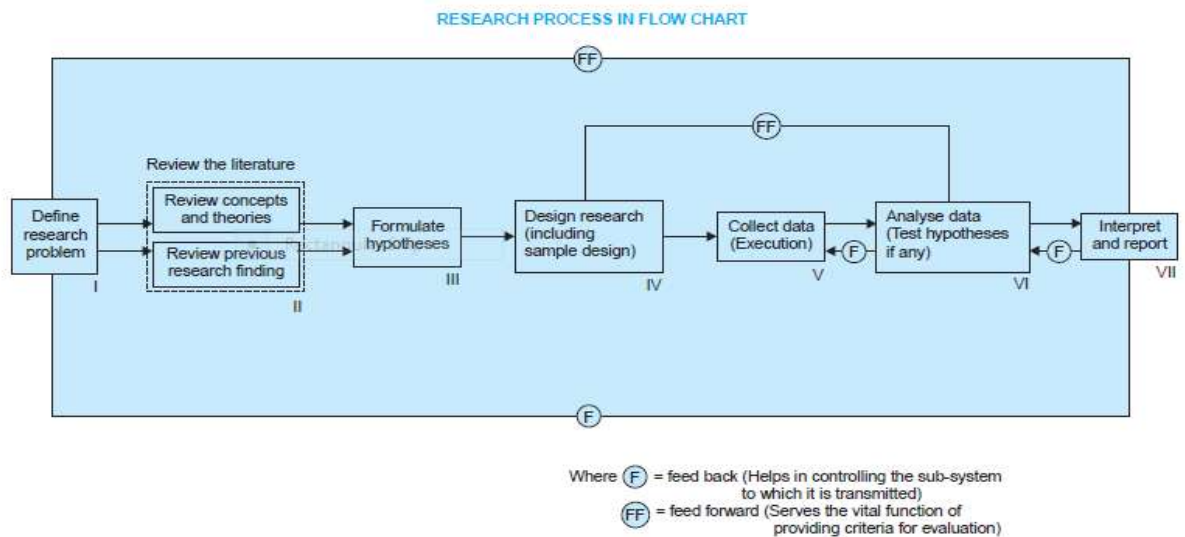 RESEARCH PROCESS IN FLOW CHART
FF
FF
Review the literature
Define
research
problem
I
Review concepts
and theories
Review previous
research finding
II
Formulate
hypotheses
III
Design research
(including
sample design)
IV
Collect data
(Execution)
V
F
Analyse data
(Test hypotheses
if any)
VI
F
Interpret
and report
VII
F
Where F = feed back (Helps in controlling the sub-system
to which it is transmitted)
FF = feed forward (Serves the vital function of
providing criteria for evaluation)